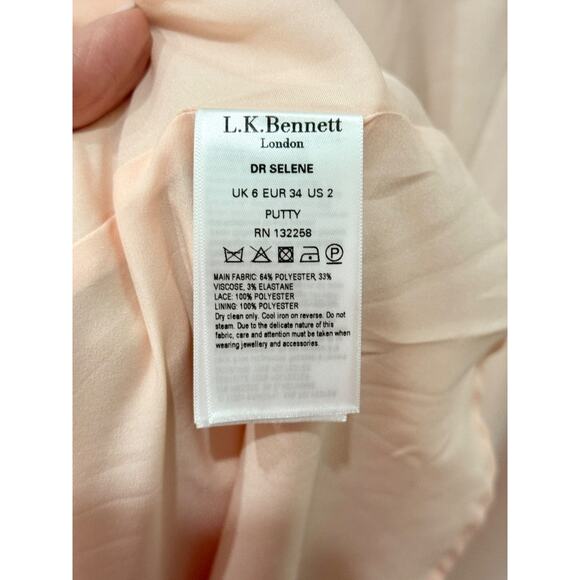 L.K.Bennett
London
DR SELENE
UK 6 EUR 34 US 2
PUTTY
RN 132258
P
MAIN FABRIC: 64% POLYESTER, 33%
VISCOSE, 3% ELASTANE
LACE: 100% POLYESTER
LINING: 100% POLYESTER
Dry clean only. Cool iron on reverse. Do not
steam. Due to the delicate nature of this
fabric, care and attention must be taken when
wearing jewellery and accessories.